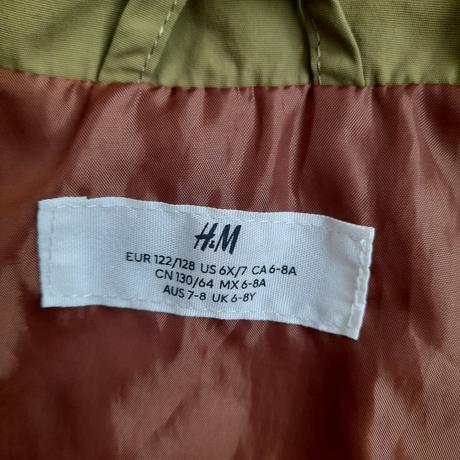 H&M
EUR 122/128 US 6X/7 CA 6-8A
CN 130/64 MX 6-8A
AUS 7-8 UK 6-8Y